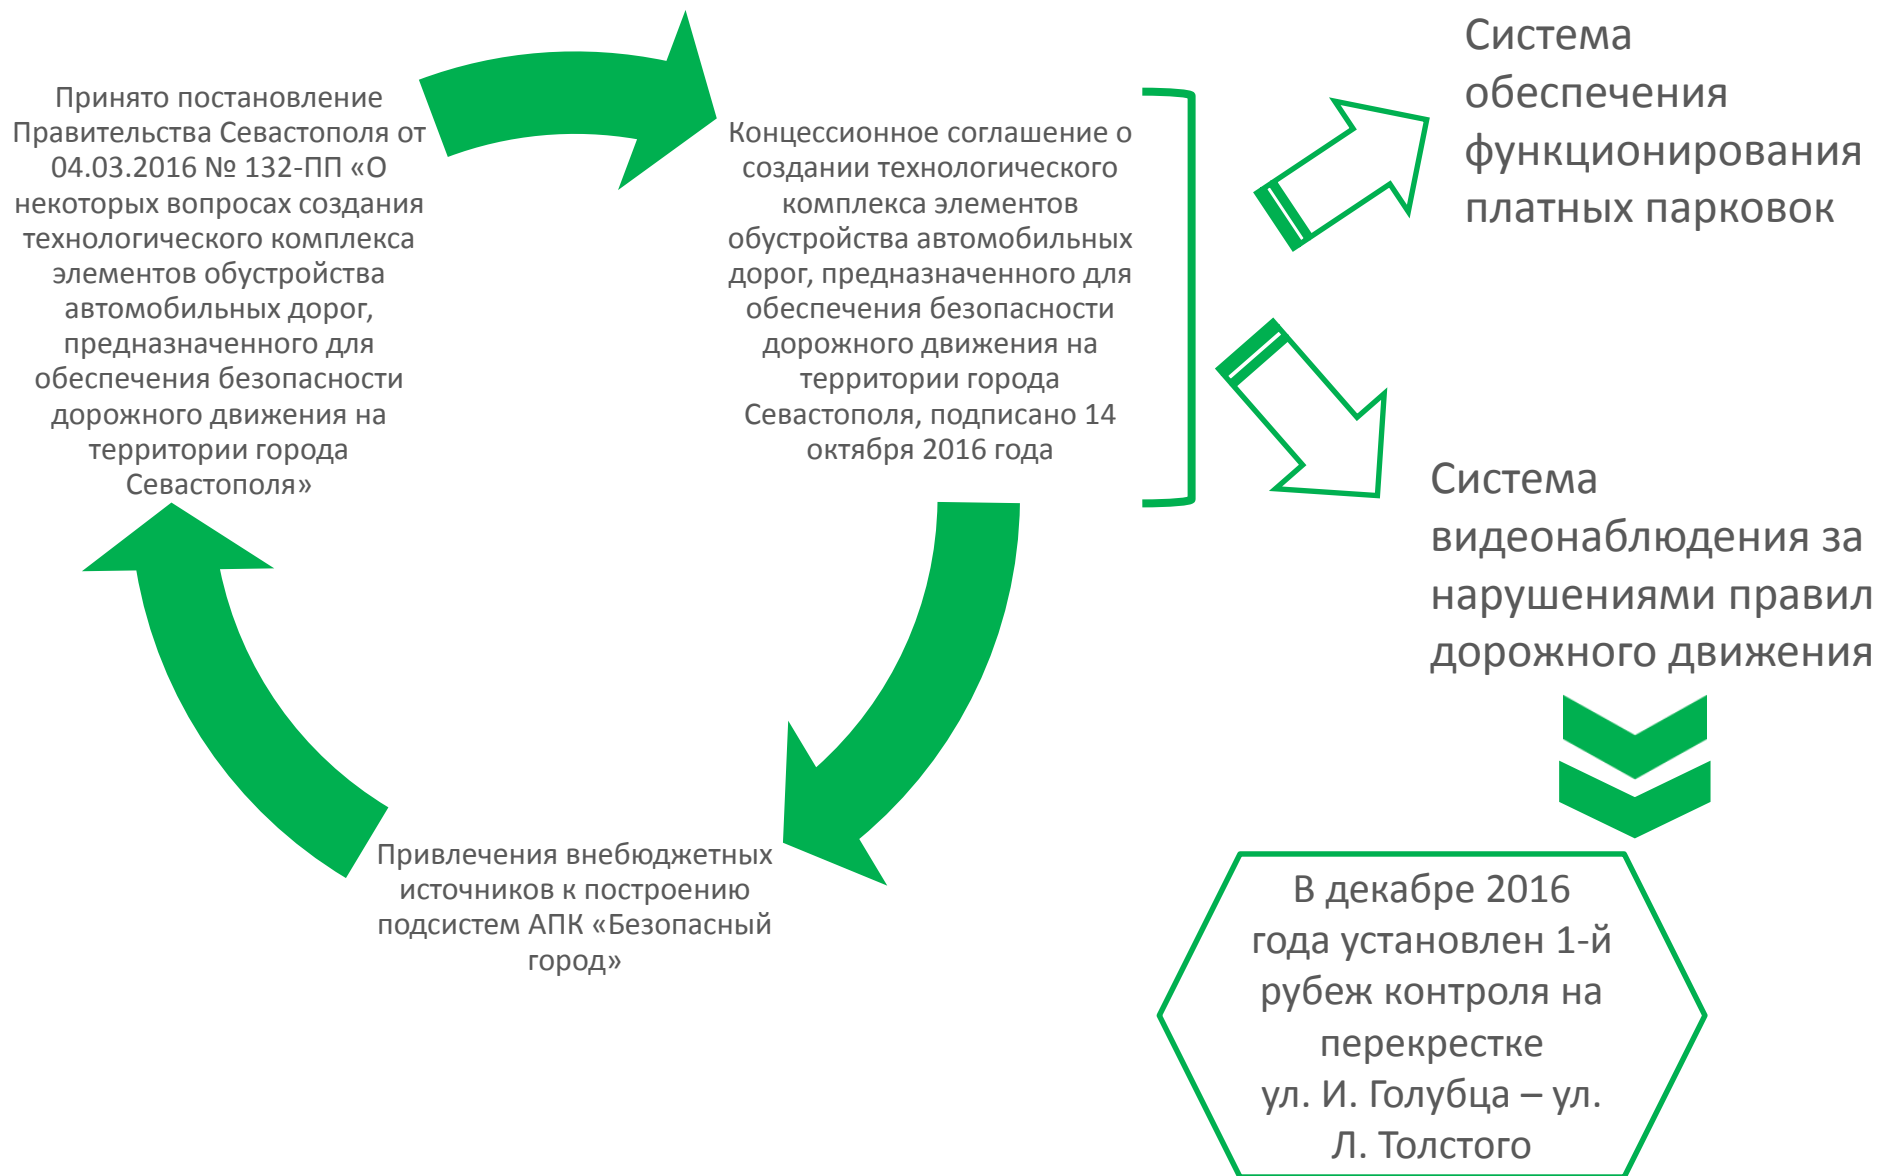 Принято постановление
Правительства Севастополя от
04.03.2016 № 132-ПП «О
некоторых вопросах создания
технологического комплекса
элементов обустройства
автомобильных дорог,
предназначенного для
обеспечения безопасности
дорожного движения на
территории города
Севастополя»
Концессионное соглашение о
создании технологического
комплекса элементов
обустройства автомобильных
дорог, предназначенного для
обеспечения безопасности
дорожного движения на
территории города
Севастополя, подписано 14
октября 2016 года
Привлечения внебюджетных
источников к построению
подсистем АПК «Безопасный
город»
Система
обеспечения
функционирования
платных парковок
Система
видеонаблюдения за
нарушениями правил
дорожного движения
В декабре 2016
года установлен 1-й
рубеж контроля на
перекрестке
ул. И. Голубца – ул.
Л. Толстого